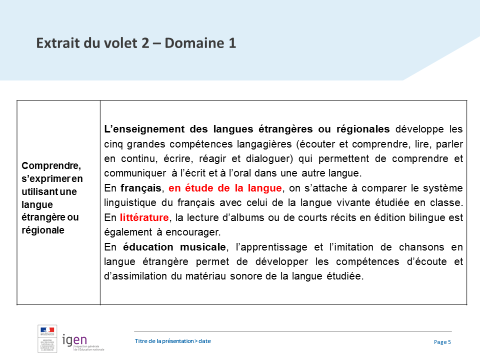 Extrait du volet 2 – Domaine 1
Comprendre,
s'exprimer en
utilisant une
langue
étrangère ou
régionale
L'enseignement des langues étrangères ou régionales développe les
cinq grandes compétences langagières (écouter et comprendre, lire, parler
en continu, écrire, réagir et dialoguer) qui permettent de comprendre et
communiquer à l'écrit et à l'oral dans une autre langue.
En français, en étude de la langue, on s'attache à comparer le système
linguistique du français avec celui de la langue vivante étudiée en classe.
En littérature, la lecture d'albums ou de courts récits en édition bilingue est
également à encourager.
En éducation musicale, l'apprentissage et l'imitation de chansons en
langue étrangère permet de développer les compétences d'écoute et
d'assimilation du matériau sonore de la langue étudiée.
igen
Titre de la présentation > date
Page 5